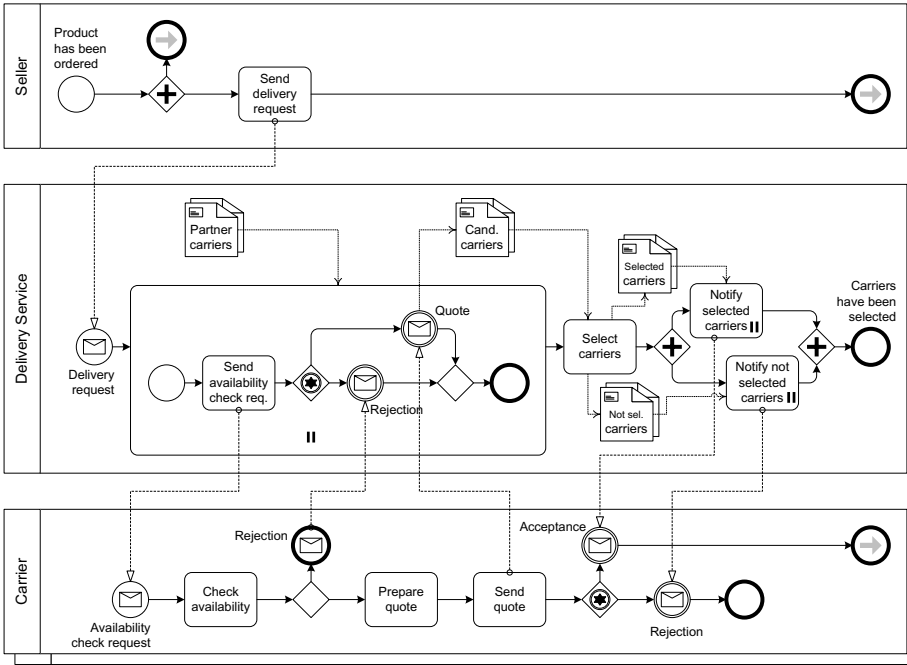 Seller
Product
has been
ordered
Send
delivery
request
Delivery Service
Partner
carriers
Cand.
carriers
Selected
carriers
Notify
selected
carriers
Carriers
have been
selected
Quote
Delivery
request
Send
availability
check req.
Rejection
Select
carriers
Not sel.
carriers
Notify not
selected
carriers
Carrier
Rejection
Acceptance
Check
availability
Prepare
quote
Send
quote
Availability
check request
Rejection